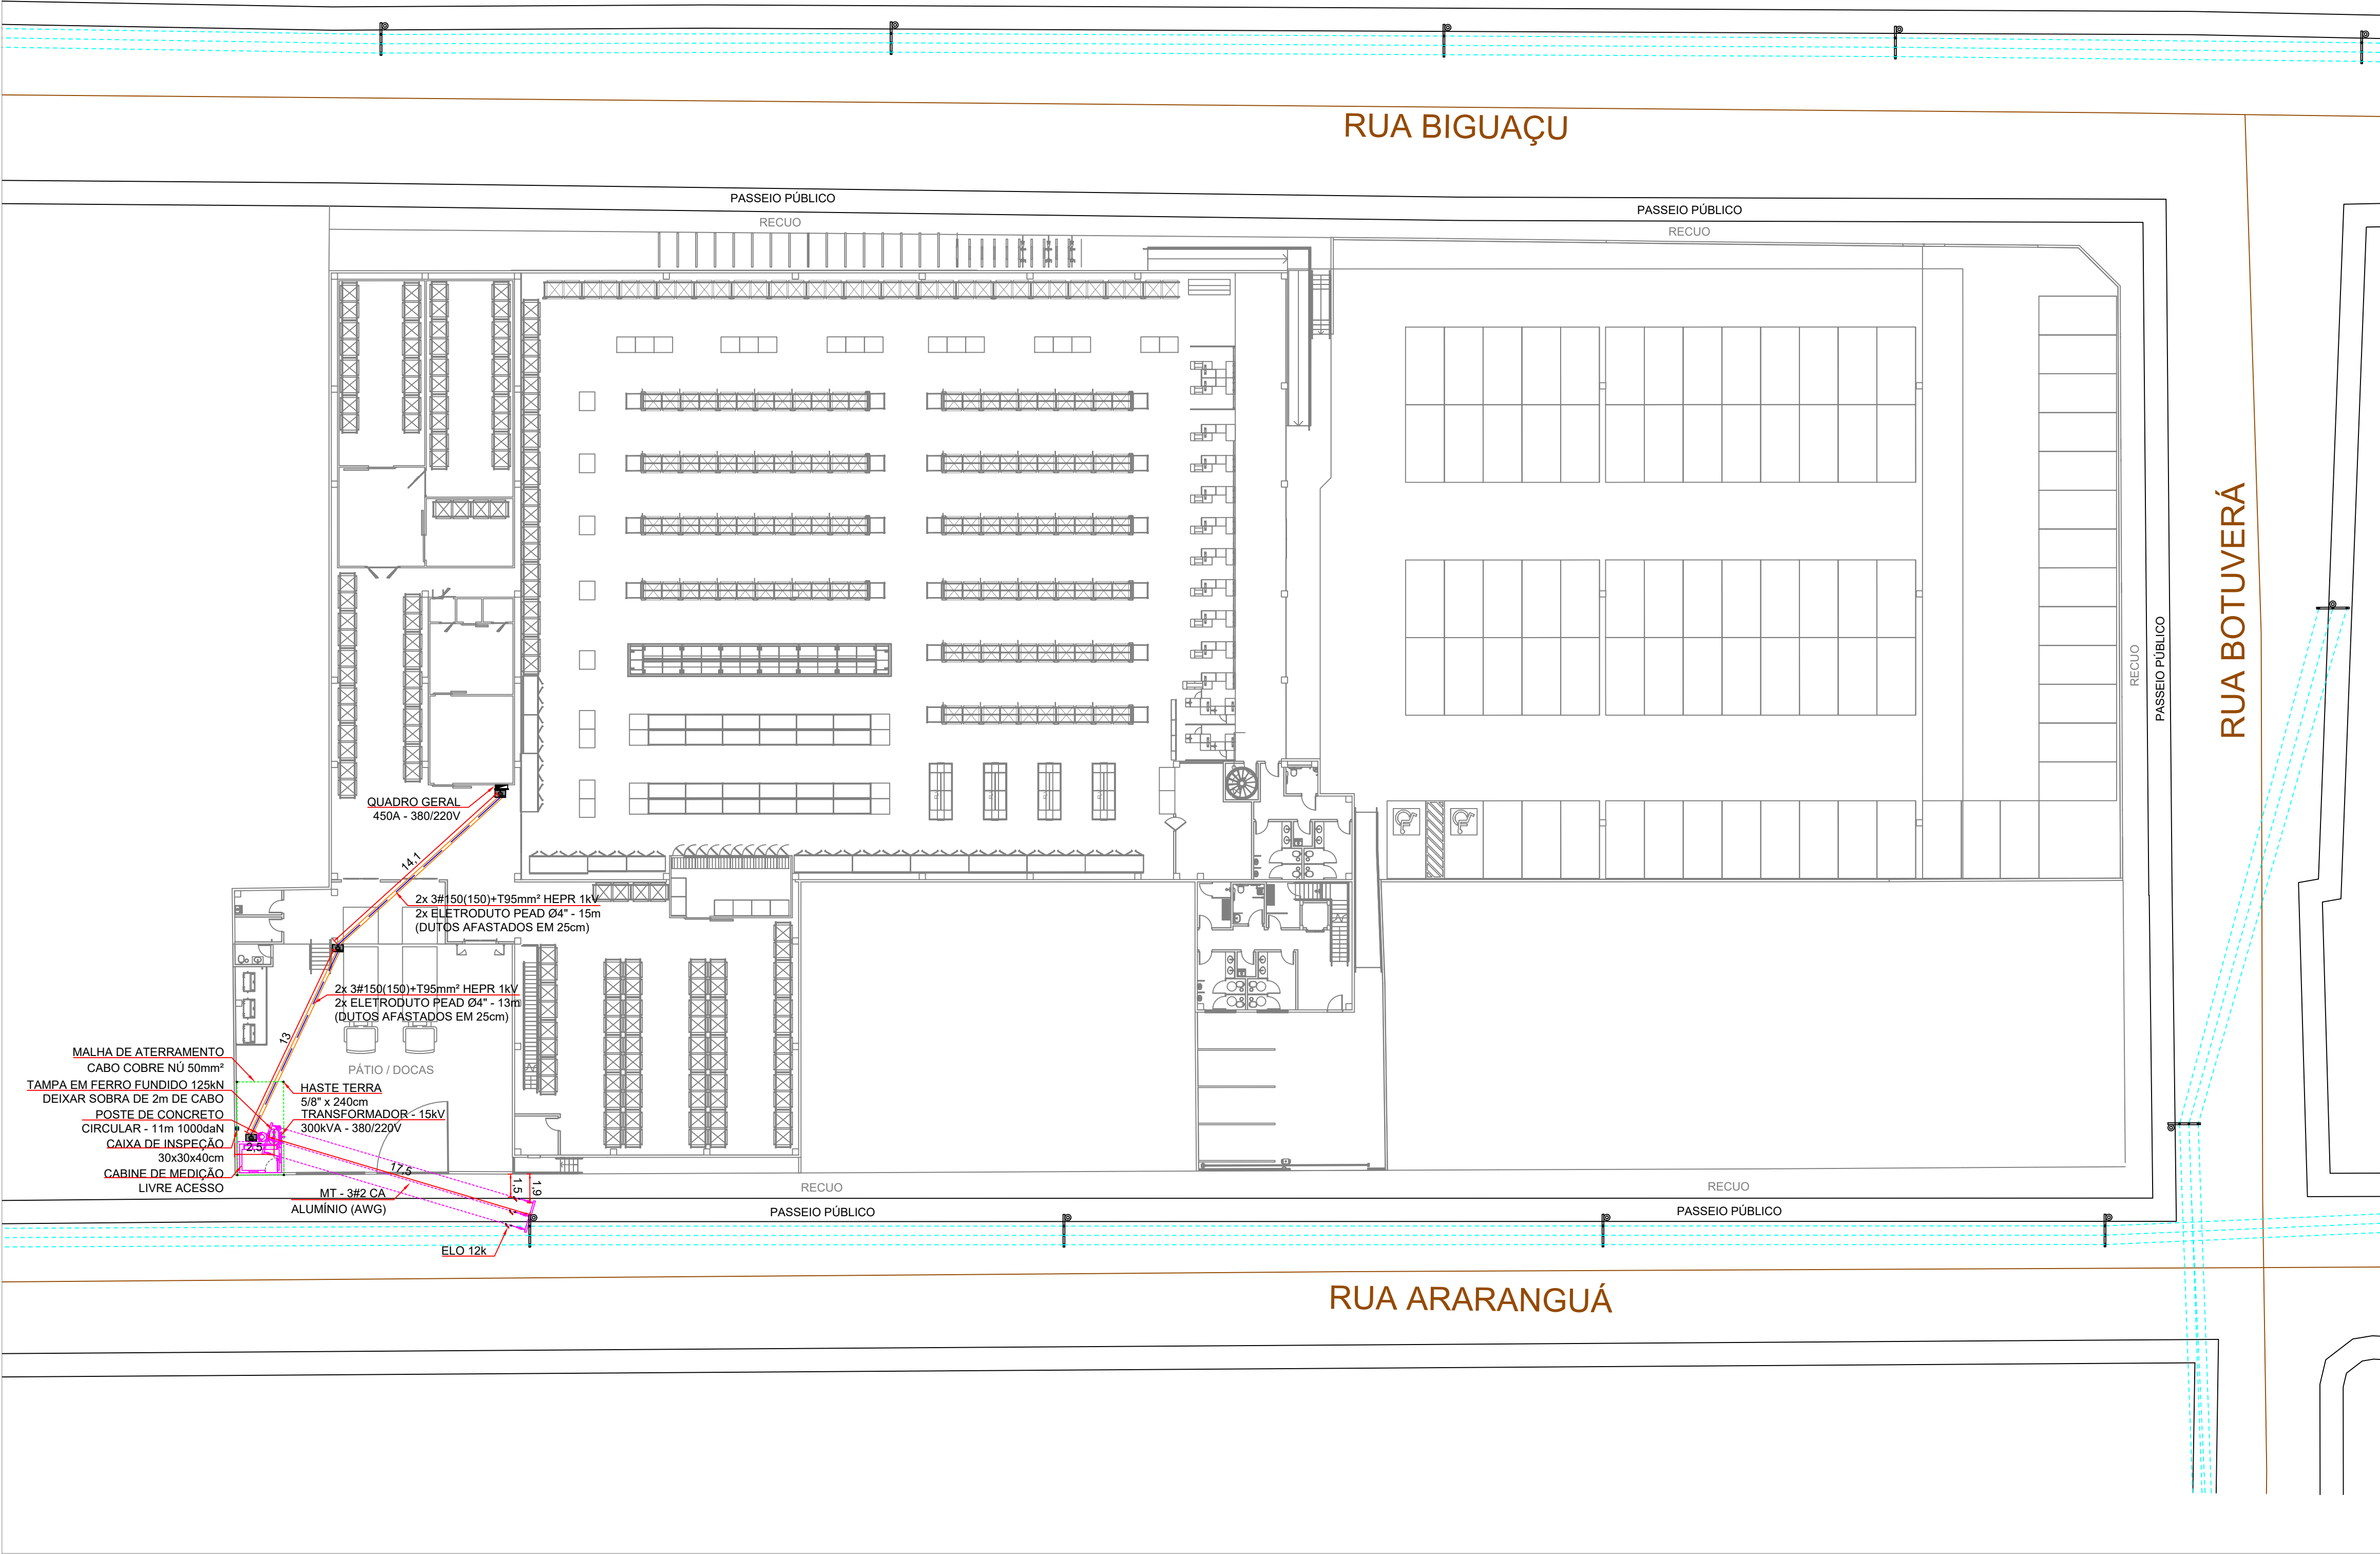 RUA BIGUAÇU
PASSEIO PÚBLICO
PASSEIO PÚBLICO
RECUO
RECUO
RUA BOTUVERÁ
PASSEIO PÚBLICO
RECUO
QUADRO GERAL
450A - 380/220V
14,1
2x 3#150(150)+T95mm² HEPR 1kV
2x ELETRODUTO PEAD Ø4" - 15m
(DUTOS AFASTADOS EM 25cm)
2x 3#150(150)+T95mm² HEPR 1kV
2x ELETRODUTO PEAD Ø4" - 13m
(DUTOS AFASTADOS EM 25cm)
13
PÁTIO / DOCAS
MALHA DE ATERRAMENTO
CABO COBRE NÚ 50mm²
TAMPA EM FERRO FUNDIDO 125kN
DEIXAR SOBRA DE 2m DE CABO
POSTE DE CONCRETO
CIRCULAR - 11m 1000daN
CAIXA DE INSPEÇÃO
30x30x40cm
CABINE DE MEDIÇÃO
LIVRE ACESSO
HASTE TERRA
5/8" x 240cm
TRANSFORMADOR - 15kV
300kVA - 380/220V
2,5
17,5
MT - 3#2 CA
ALUMÍNIO (AWG)
1,5
1,9
ELO 12k
RECUO
RECUO
PASSEIO PÚBLICO
PASSEIO PÚBLICO
RUA ARARANGUÁ